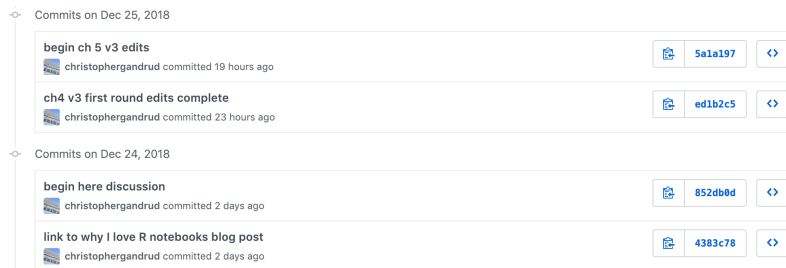 Commits on Dec 25, 2018
begin ch 5 v3 edits
christophergandrud committed 19 hours ago
5a1a197
ch4 v3 first round edits complete
christophergandrud committed 23 hours ago
ed1b2c5
Commits on Dec 24, 2018
begin here discussion
christophergandrud committed 2 days ago
852db0d
link to why I love R notebooks blog post
christophergandrud committed 2 days ago
4383c78